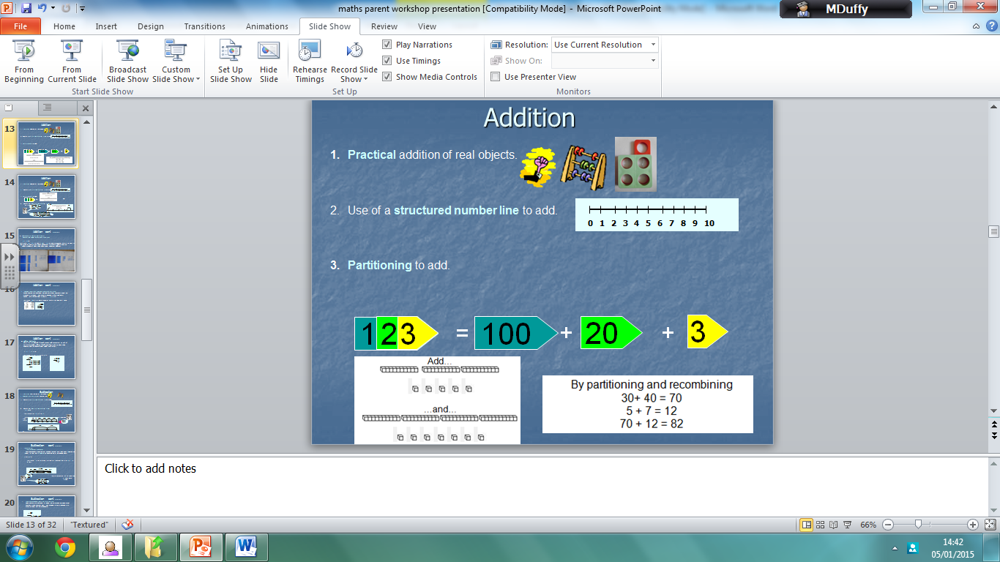 maths parent workshop presentation [Compatibility Mode] - Microsoft PowerPoint
MDuffy
File Home Insert Design Transitions Animations Slide Show Review View
From Beginning
From Current Slide
Broadcast Slide Show
Custom Slide Show
Set Up Slide Show
Hide Slide
Rehearse Timings
Record Slide Show
Play Narrations
Use Timings
Show Media Controls
Resolution: Use Current Resolution
Show On:
Use Presenter View
Start Slide Show
Set Up
Monitors
13
14
15
16
17
18
19
20
Addition
1. Practical addition of real objects.
2. Use of a structured number line to add.
0 1 2 3 4 5 6 7 8 9 10
3. Partitioning to add.
123 = 100 + 20 + 3
Add...
...and...
By partitioning and recombining
30+ 40 = 70
5 + 7 = 12
70 + 12 = 82
Click to add notes
Slide 13 of 32 "Textured" 66%
14:42
05/01/2015